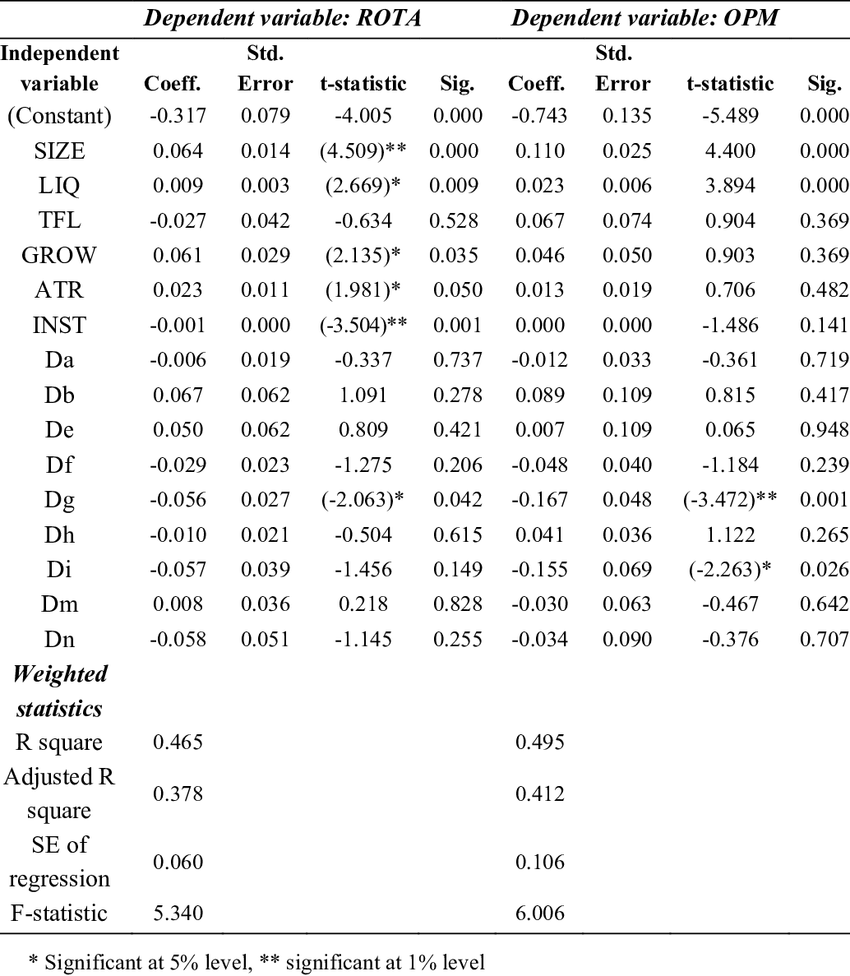 Dependent variable: ROTA Dependent variable: OPM
Independent variable Coeff. Std. Error t-statistic Sig. Coeff. Std. Error t-statistic Sig.
(Constant) -0.317 0.079 -4.005 0.000 -0.743 0.135 -5.489 0.000
SIZE 0.064 0.014 (4.509)** 0.000 0.110 0.025 4.400 0.000
LIQ 0.009 0.003 (2.669)* 0.009 0.023 0.006 3.894 0.000
TFL -0.027 0.042 -0.634 0.528 0.067 0.074 0.904 0.369
GROW 0.061 0.029 (2.135)* 0.035 0.046 0.050 0.903 0.369
ATR 0.023 0.011 (1.981)* 0.050 0.013 0.019 0.706 0.482
INST -0.001 0.000 (-3.504)** 0.001 0.000 0.000 -1.486 0.141
Da -0.006 0.019 -0.337 0.737 -0.012 0.033 -0.361 0.719
Db 0.067 0.062 1.091 0.278 0.089 0.109 0.815 0.417
De 0.050 0.062 0.809 0.421 0.007 0.109 0.065 0.948
Df -0.029 0.023 -1.275 0.206 -0.048 0.040 -1.184 0.239
Dg -0.056 0.027 (-2.063)* 0.042 -0.167 0.048 (-3.472)** 0.001
Dh -0.010 0.021 -0.504 0.615 0.041 0.036 1.122 0.265
Di -0.057 0.039 -1.456 0.149 -0.155 0.069 (-2.263)* 0.026
Dm 0.008 0.036 0.218 0.828 -0.030 0.063 -0.467 0.642
Dn -0.058 0.051 -1.145 0.255 -0.034 0.090 -0.376 0.707
Weighted
statistics
R square 0.465 0.495
Adjusted R square 0.378 0.412
SE of regression 0.060 0.106
F-statistic 5.340 6.006
* Significant at 5% level, ** significant at 1% level